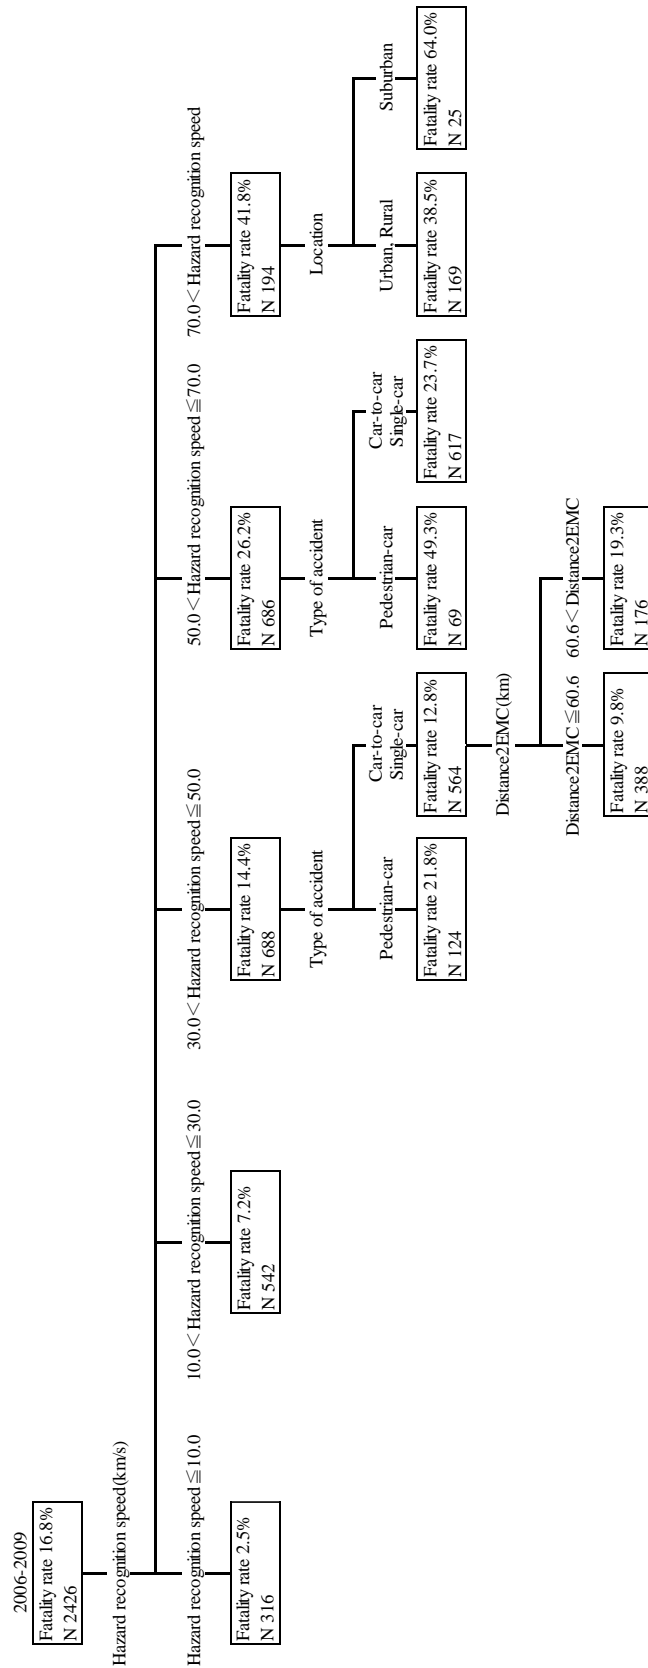 2006-2009
Fatality rate 16.8%
N 2426
Hazard recognition speed(km/s)
Hazard recognition speed≦10.0
Fatality rate 2.5%
N 316
10.0＜Hazard recognition speed≦30.0
Fatality rate 7.2%
N 542
30.0＜Hazard recognition speed≦50.0
Fatality rate 14.4%
N 688
Type of accident
Pedestrian-car
Fatality rate 21.8%
N 124
Car-to-car
Single-car
Fatality rate 12.8%
N 564
Distance2EMC(km)
Distance2EMC≦60.6
Fatality rate 9.8%
N 388
60.6＜Distance2EMC
Fatality rate 19.3%
N 176
50.0＜Hazard recognition speed≦70.0
Fatality rate 26.2%
N 686
Type of accident
Pedestrian-car
Fatality rate 49.3%
N 69
Car-to-car
Single-car
Fatality rate 23.7%
N 617
70.0＜Hazard recognition speed
Fatality rate 41.8%
N 194
Location
Urban, Rural
Fatality rate 38.5%
N 169
Suburban
Fatality rate 64.0%
N 25